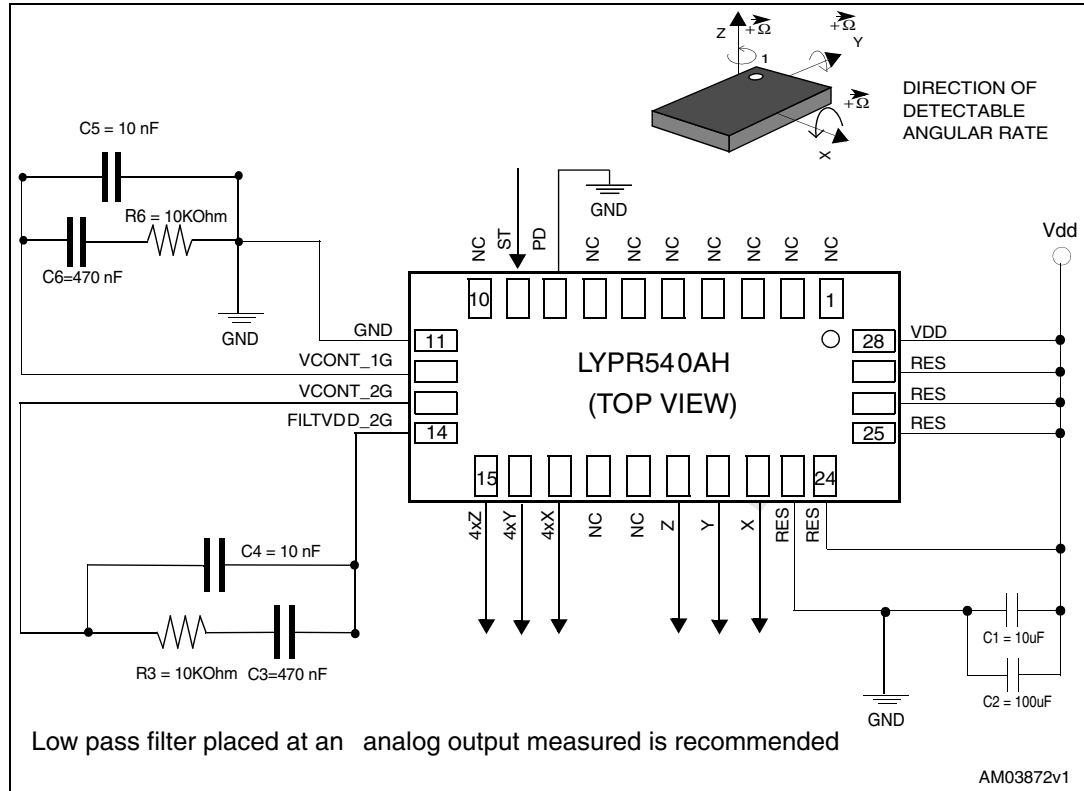 Z
+Ω
1
+Ω
Y
+Ω
X
DIRECTION OF
DETECTABLE
ANGULAR RATE
C5 = 10 nF
R6 = 10KOhm
C6=470 nF
GND
GND
Vdd
NC
ST
PD
NC
NC
NC
NC
NC
NC
NC
10
1
GND
VCONT_1G
VCONT_2G
FILTVDD_2G
11
14
LYPR540AH
(TOP VIEW)
28
25
VDD
RES
RES
RES
15
24
4xZ
4xY
4xX
NC
NC
Z
Y
X
RES
RES
C4 = 10 nF
R3 = 10KOhm
C3=470 nF
C1 = 10uF
C2 = 100uF
GND
Low pass filter placed at an analog output measured is recommended
AM03872v1